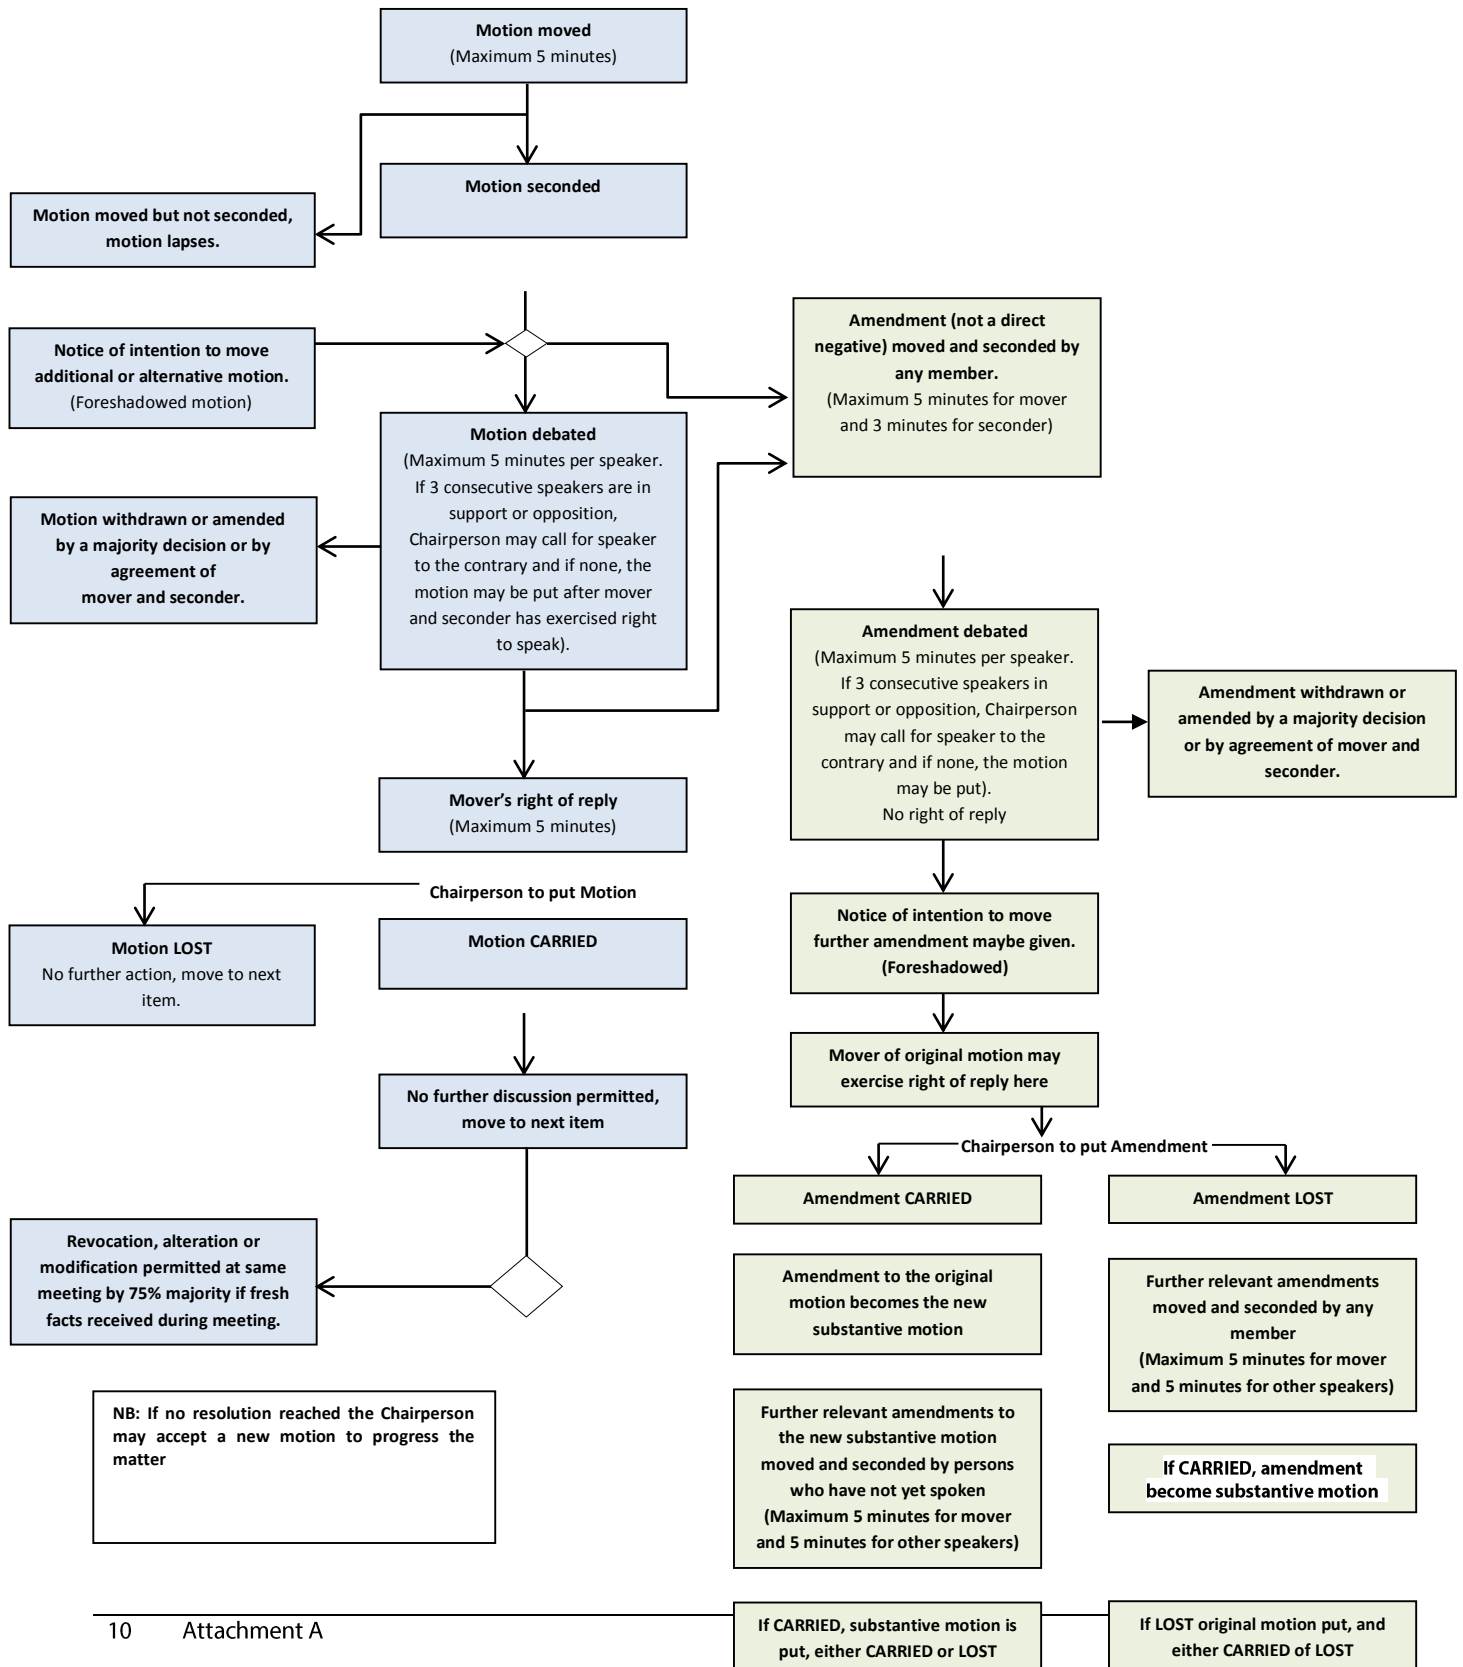 Motion moved
(Maximum 5 minutes)
Motion seconded
Motion moved but not seconded,
motion lapses.
Notice of intention to move
additional or alternative motion.
(Foreshadowed motion)
Amendment (not a direct
negative) moved and seconded by
any member.
(Maximum 5 minutes for mover
and 3 minutes for seconder)
Motion debated
(Maximum 5 minutes per speaker.
If 3 consecutive speakers are in
support or opposition,
Chairperson may call for speaker
to the contrary and if none, the
motion may be put after mover
and seconder has exercised right
to speak).
Motion withdrawn or amended
by a majority decision or by
agreement of
mover and seconder.
Amendment debated
(Maximum 5 minutes per speaker.
If 3 consecutive speakers in
support or opposition, Chairperson
may call for speaker to the
contrary and if none, the motion
may be put).
No right of reply
Amendment withdrawn or
amended by a majority decision
or by agreement of mover and
seconder.
Mover’s right of reply
(Maximum 5 minutes)
Chairperson to put Motion
Motion LOST
No further action, move to next
item.
Motion CARRIED
Notice of intention to move
further amendment maybe given.
(Foreshadowed)
Mover of original motion may
exercise right of reply here
No further discussion permitted,
move to next item
Chairperson to put Amendment
Amendment CARRIED
Amendment LOST
Revocation, alteration or
modification permitted at same
meeting by 75% majority if fresh
facts received during meeting.
Amendment to the original
motion becomes the new
substantive motion
Further relevant amendments
moved and seconded by any
member
(Maximum 5 minutes for mover
and 5 minutes for other speakers)
NB: If no resolution reached the Chairperson
may accept a new motion to progress the
matter
Further relevant amendments to
the new substantive motion
moved and seconded by persons
who have not yet spoken
(Maximum 5 minutes for mover
and 5 minutes for other speakers)
If CARRIED, amendment
become substantive motion
If CARRIED, substantive motion is
put, either CARRIED or LOST
If LOST original motion put, and
either CARRIED of LOST
10 Attachment A